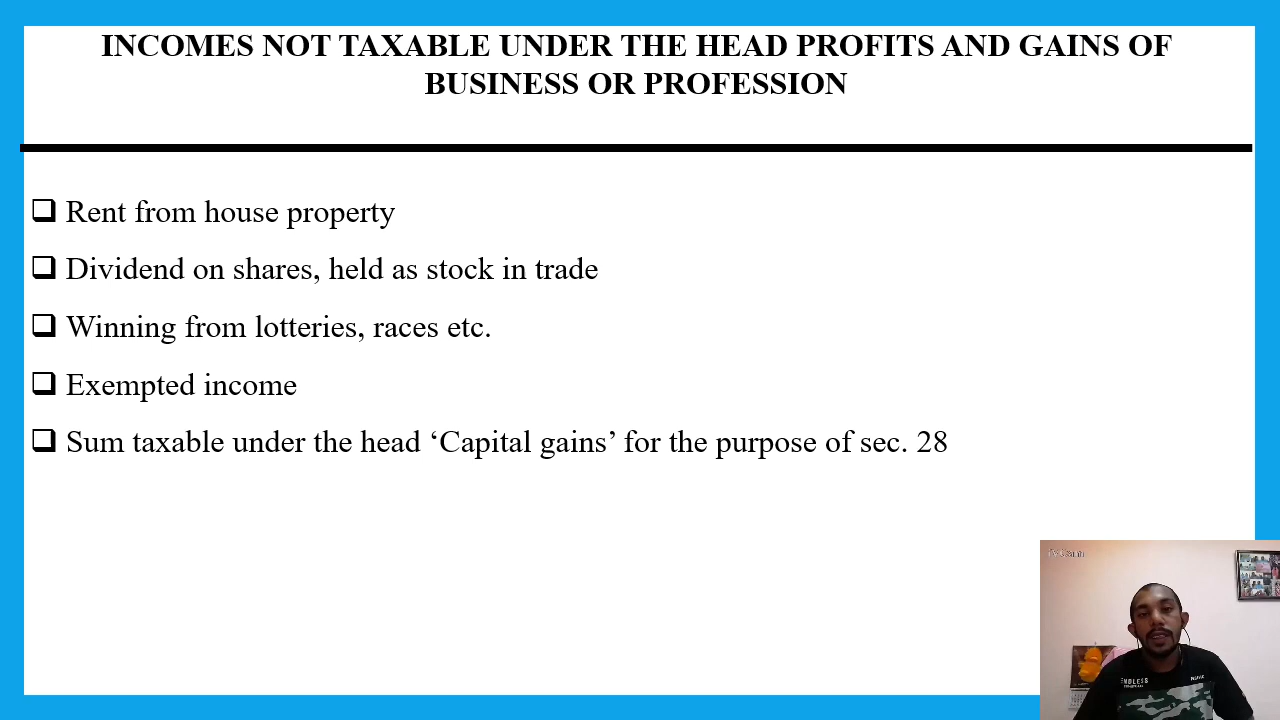 INCOMES NOT TAXABLE UNDER THE HEAD PROFITS AND GAINS OF
BUSINESS OR PROFESSION
Rent from house property
Dividend on shares, held as stock in trade
Winning from lotteries, races etc.
Exempted income
Sum taxable under the head ‘Capital gains’ for the purpose of sec. 28
ENDLESS